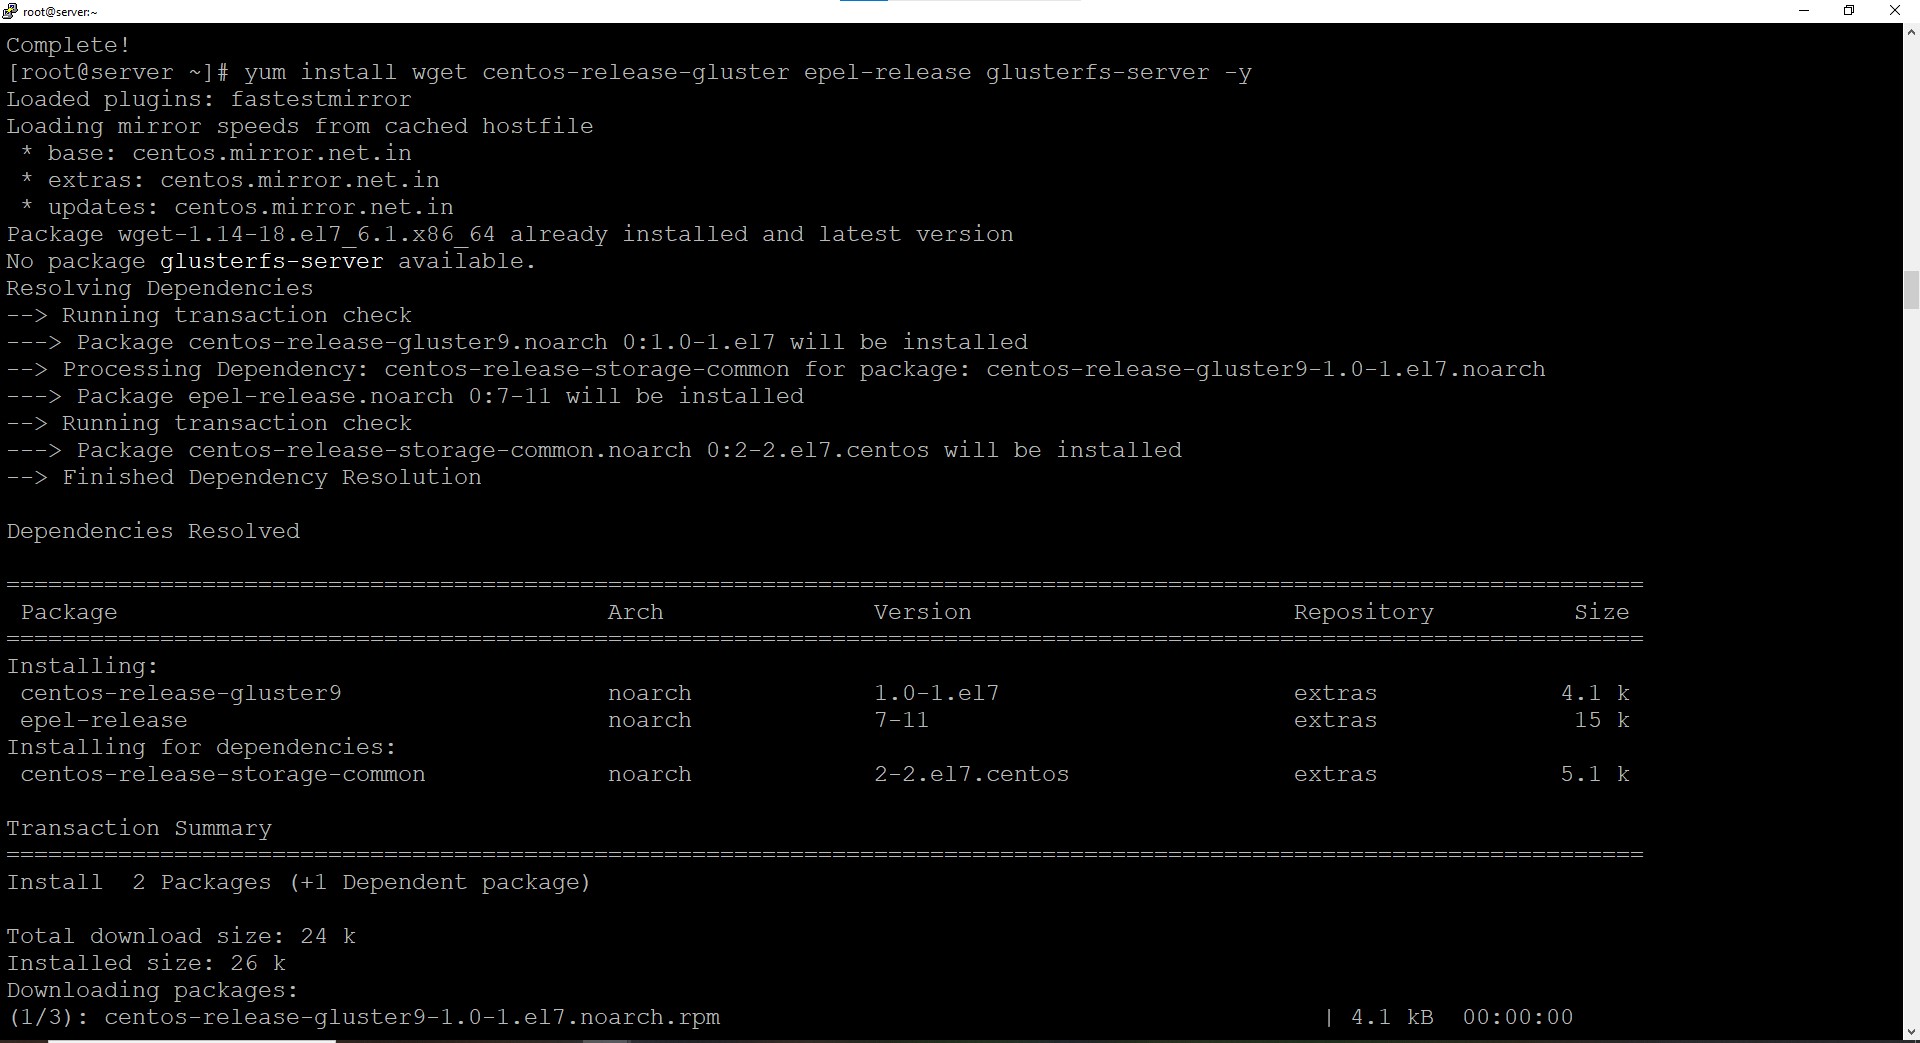 root@server:~
Complete!
[root@server ~]# yum install wget centos-release-gluster epel-release glusterfs-server -y
Loaded plugins: fastestmirror
Loading mirror speeds from cached hostfile
 * base: centos.mirror.net.in
 * extras: centos.mirror.net.in
 * updates: centos.mirror.net.in
Package wget-1.14-18.el7_6.1.x86_64 already installed and latest version
No package glusterfs-server available.
Resolving Dependencies
--> Running transaction check
---> Package centos-release-gluster9.noarch 0:1.0-1.el7 will be installed
--> Processing Dependency: centos-release-storage-common for package: centos-release-gluster9-1.0-1.el7.noarch
---> Package epel-release.noarch 0:7-11 will be installed
--> Running transaction check
---> Package centos-release-storage-common.noarch 0:2-2.el7.centos will be installed
--> Finished Dependency Resolution
Dependencies Resolved
=====================================================================================================================
 Package Arch Version Repository Size
=====================================================================================================================
Installing:
 centos-release-gluster9 noarch 1.0-1.el7 extras 4.1 k
 epel-release noarch 7-11 extras 15 k
Installing for dependencies:
 centos-release-storage-common noarch 2-2.el7.centos extras 5.1 k
Transaction Summary
=====================================================================================================================
Install  2 Packages (+1 Dependent package)
Total download size: 24 k
Installed size: 26 k
Downloading packages:
(1/3): centos-release-gluster9-1.0-1.el7.noarch.rpm | 4.1 kB  00:00:00